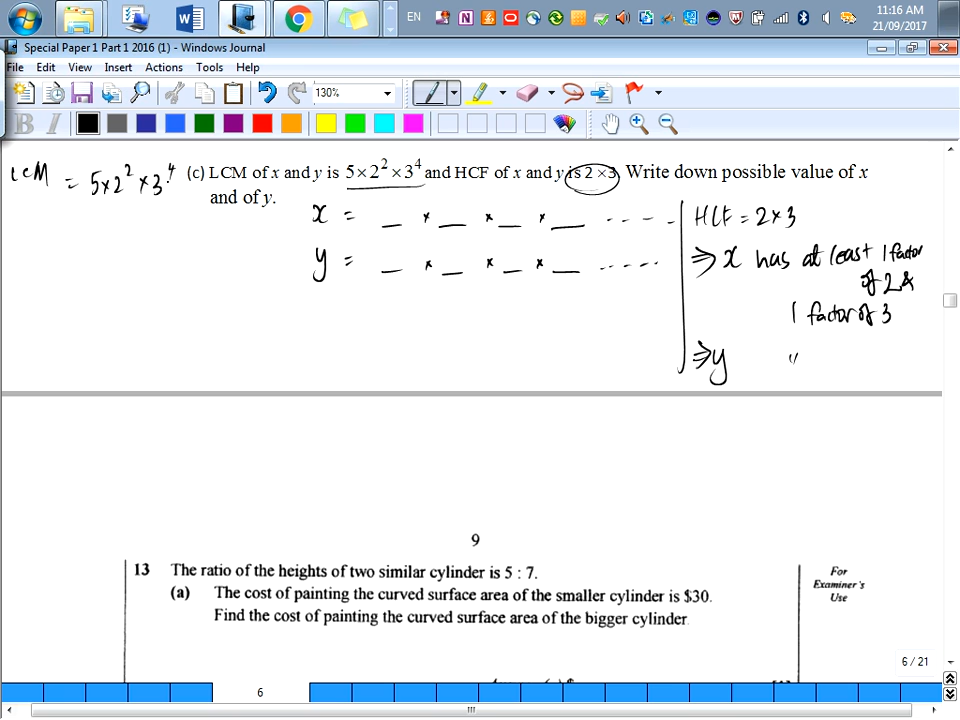 EN
11:16 AM
21/09/2017
Special Paper 1 Part 1 2016 (1) - Windows Journal
File Edit View Insert Actions Tools Help
130%
B I
LCM = 5×2² ×3⁴
(c) LCM of x and y is 5×2²×3⁴ and HCF of x and y is 2 ×3. Write down possible value of x
and of y.
x = _ × _ × _ × _ - - - - -
HCF = 2×3
y = _ × _ × _ × _ - - - -
⇒ x has at least 1 factor
of 2 &
1 factor of 3
⇒ y "
9
13 The ratio of the heights of two similar cylinder is 5 : 7.
For
Examiner's
Use
(a) The cost of painting the curved surface area of the smaller cylinder is $30.
Find the cost of painting the curved surface area of the bigger cylinder.
6 / 21
6